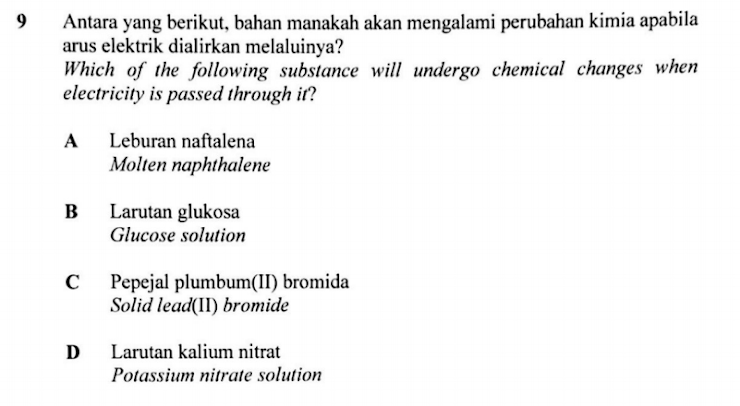 9 Antara yang berikut, bahan manakah akan mengalami perubahan kimia apabila
arus elektrik dialirkan melaluinya?
Which of the following substance will undergo chemical changes when
electricity is passed through it?
A Leburan naftalena
Molten naphthalene
B Larutan glukosa
Glucose solution
C Pepejal plumbum(II) bromida
Solid lead(II) bromide
D Larutan kalium nitrat
Potassium nitrate solution